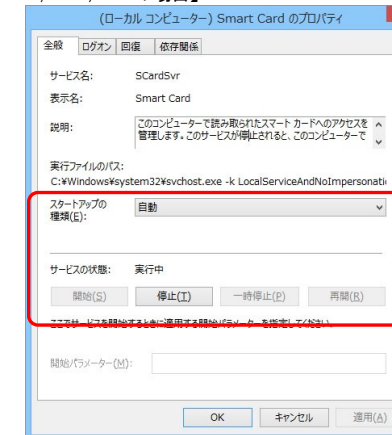 (ローカル コンピューター) Smart Card のプロパティ
全般 ログオン 回復 依存関係
サービス名: SCardSvr
表示名: Smart Card
説明: このコンピューターで読み取られたスマート カードへのアクセスを
管理します。このサービスが停止されると、このコンピューターで
実行ファイルのパス:
C:¥Windows¥system32¥svchost.exe -k LocalServiceAndNoImpersonati
スタートアップの 自動
種類(E):
サービスの状態: 実行中
開始(S) 停止(T) 一時停止(P) 再開(R)
ここでサービスを開始するときに適用する開始パラメーターを指定してください。
開始パラメーター(M):
OK キャンセル 適用(A)